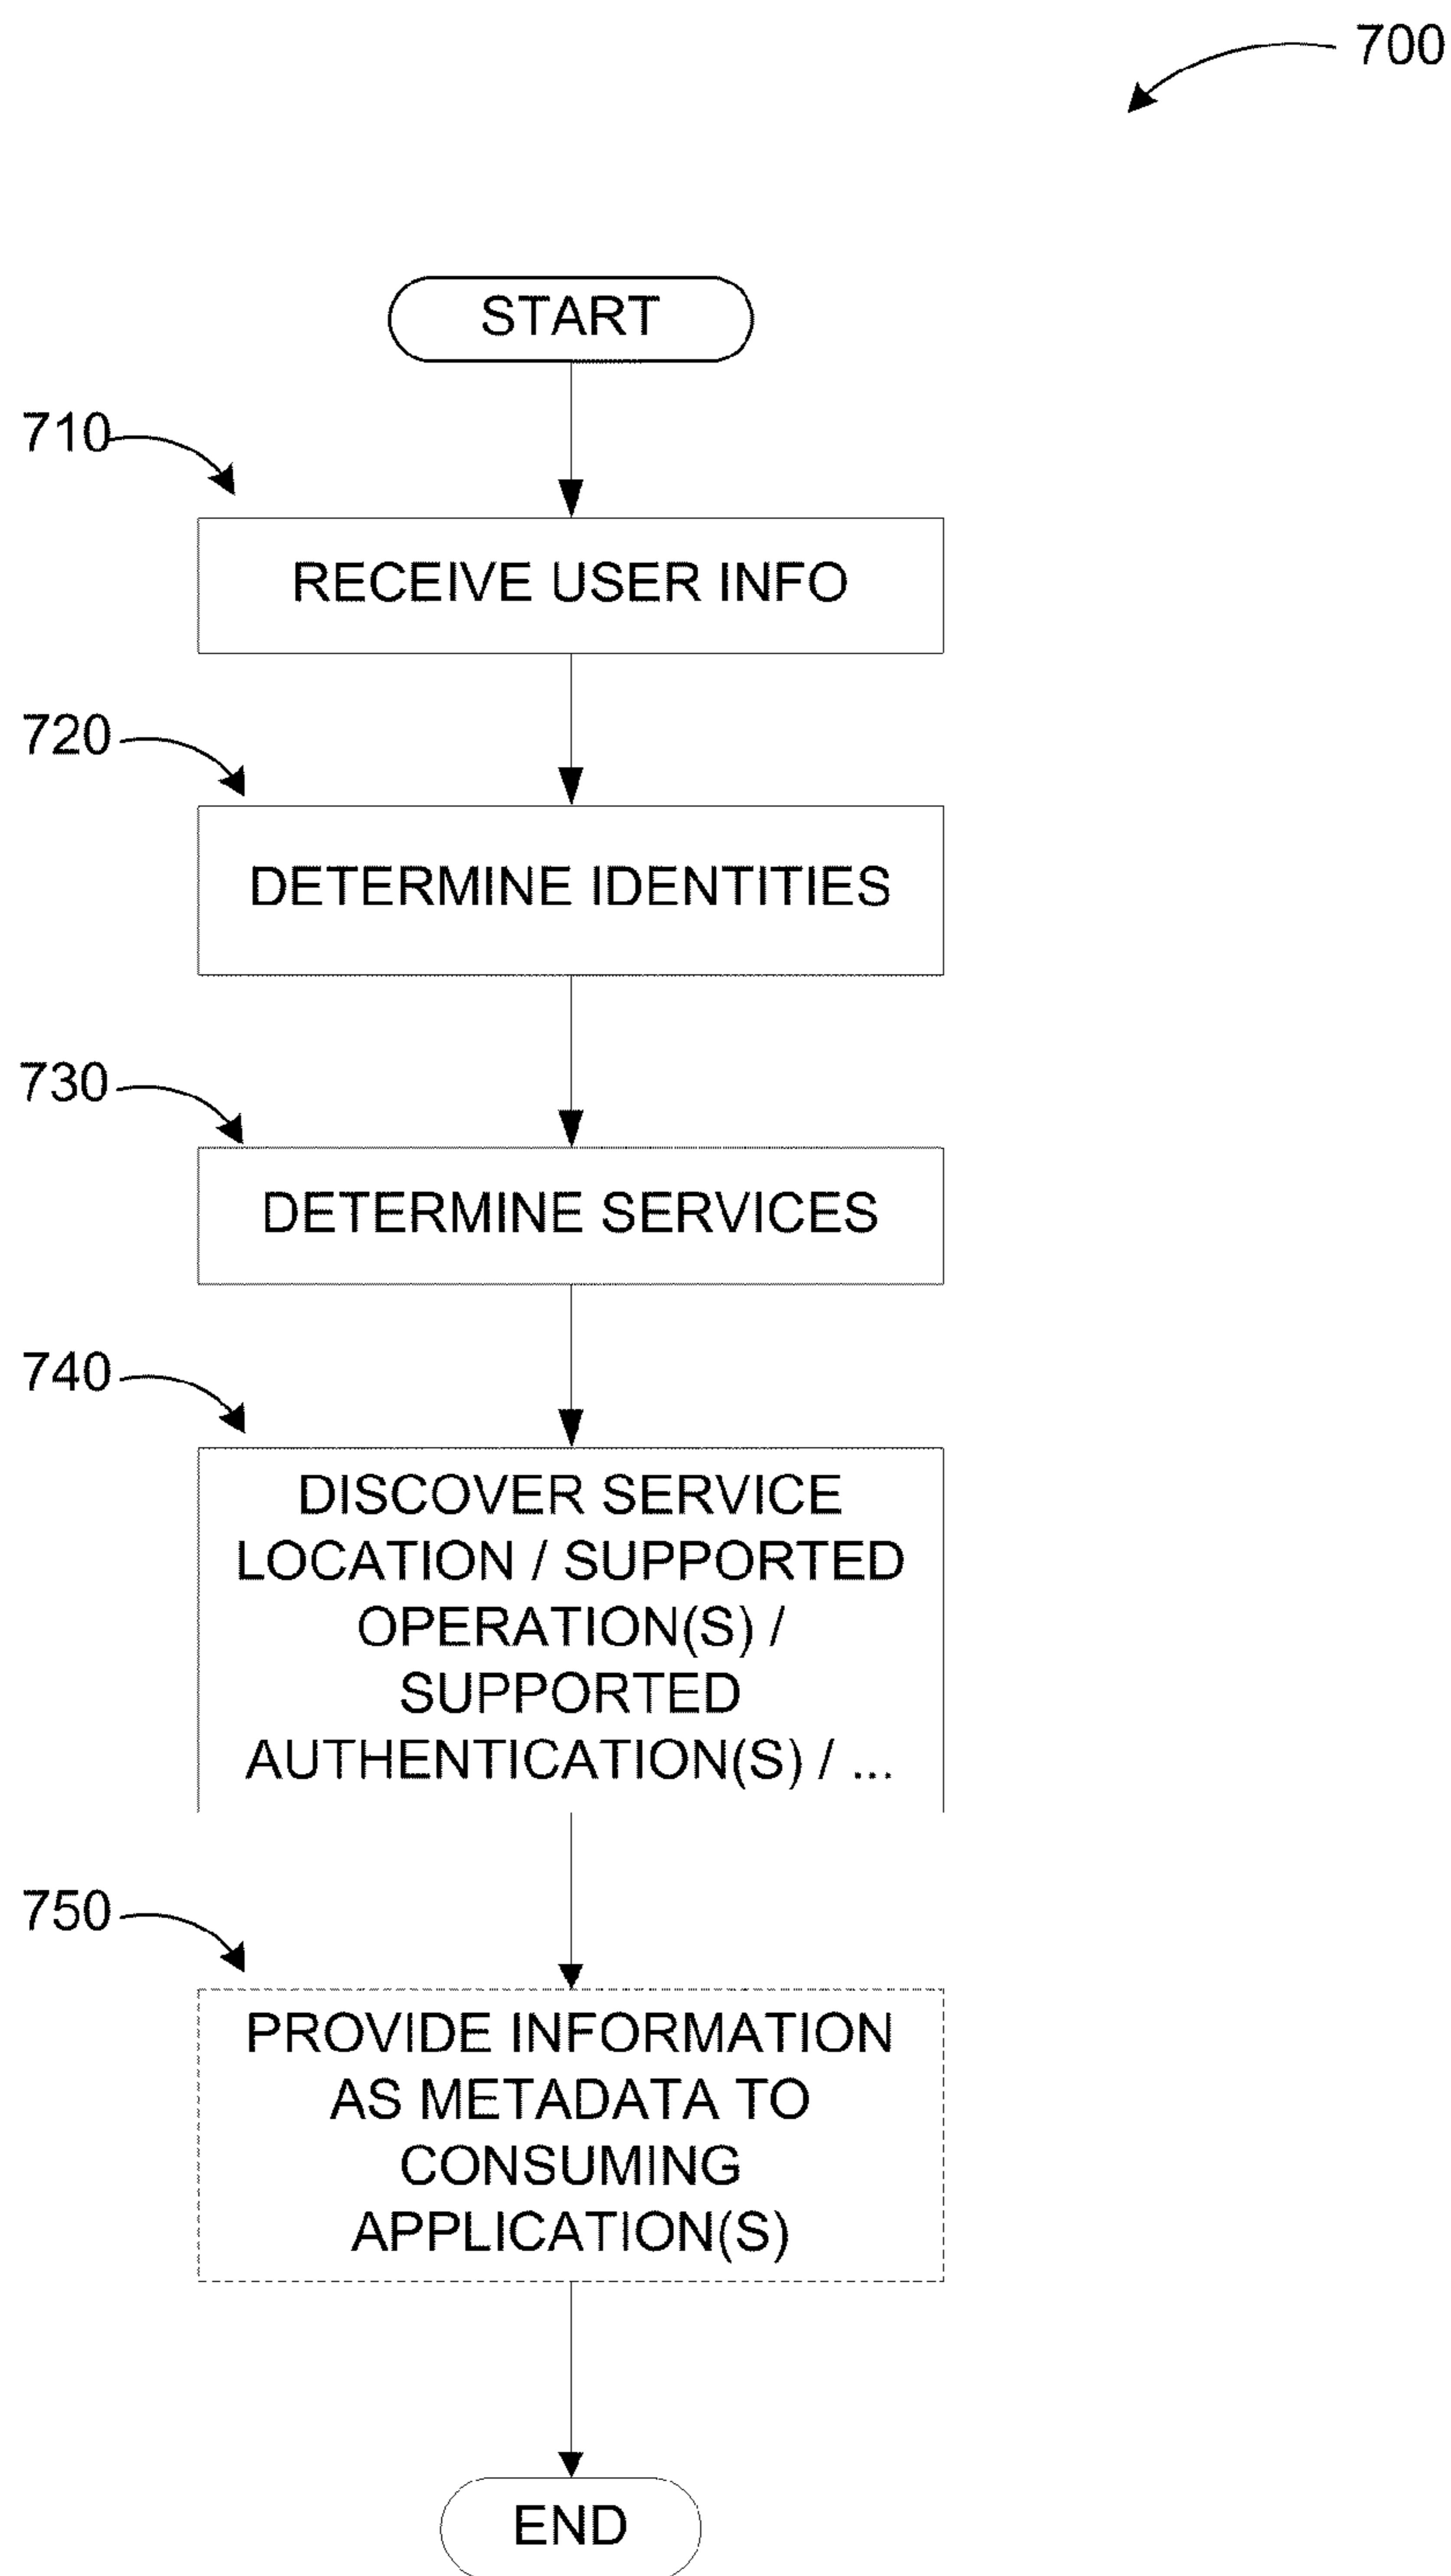 700
START
710
RECEIVE USER INFO
720
DETERMINE IDENTITIES
730
DETERMINE SERVICES
740
DISCOVER SERVICE
LOCATION / SUPPORTED
OPERATION(S) /
SUPPORTED
AUTHENTICATION(S) / ...
750
PROVIDE INFORMATION
AS METADATA TO
CONSUMING
APPLICATION(S)
END